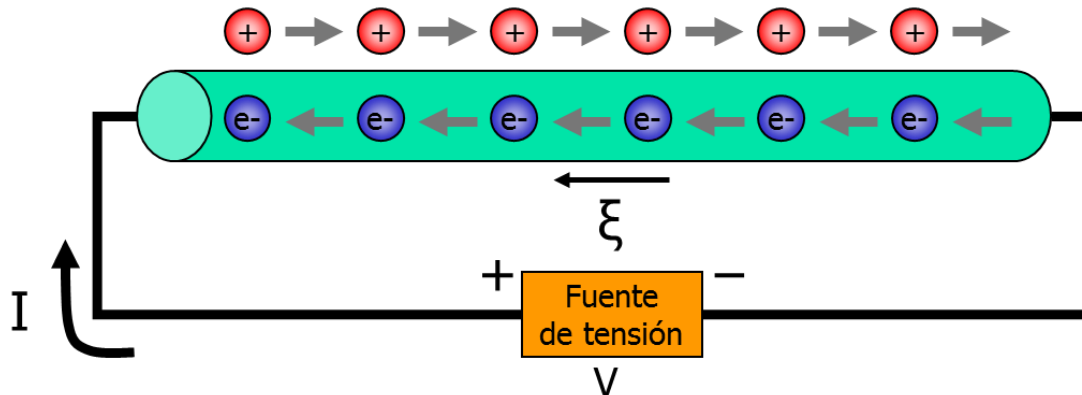 + + + + + +
e- e- e- e- e- e-
ξ
+ −
I
Fuente
de tensión
V